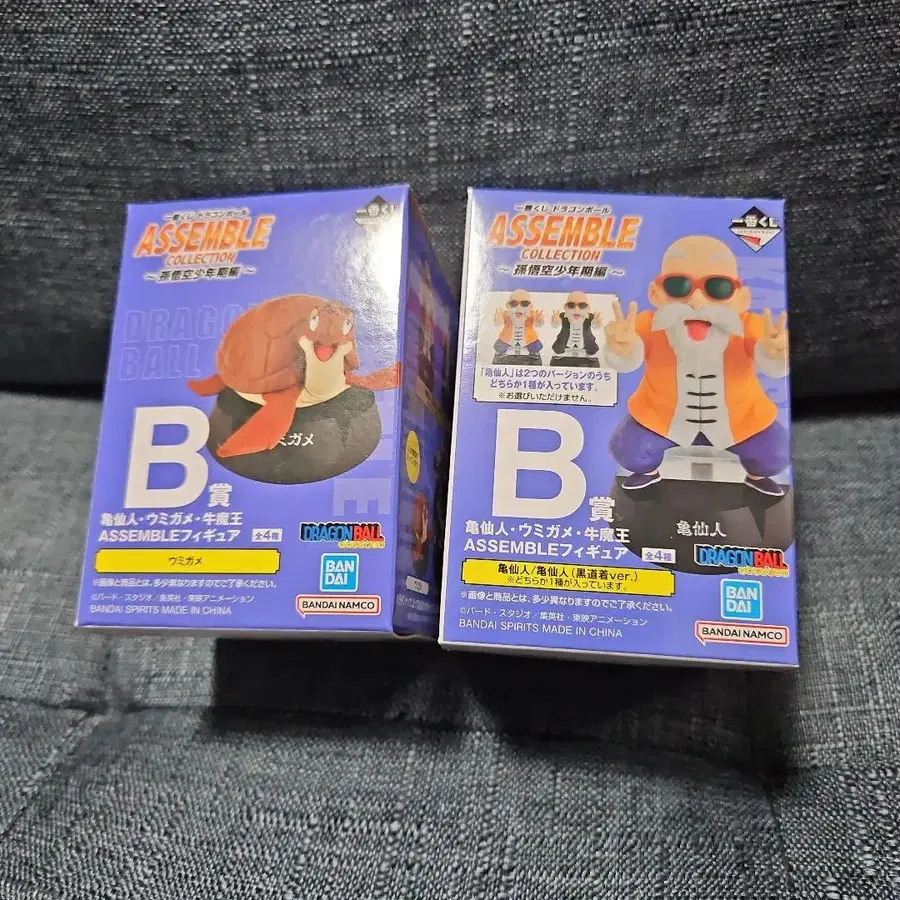 一番くじ ドラゴンボール
ASSEMBLE
COLLECTION
～孫悟空少年期編～
DRAGO
BALL
ミガメ
B賞
亀仙人・ウミガメ・牛魔王
ASSEMBLEフィギュア 全4種
ウミガメ
※画像と商品とは、多少異なりますのでご了承ください。
©バード・スタジオ/集英社・東映アニメーション
BANDAI SPIRITS MADE IN CHINA
DRAGONBALL
BAN
DAI
BANDAI NAMCO
一番くじ
一番くじ ドラゴンボール
ASSEMBLE
COLLECTION
～孫悟空少年期編～
一番くじ
「亀仙人」は2つのバージョンのうち
どちらか1種が入っています。
※お選びいただけません。
B賞
亀仙人
亀仙人・ウミガメ・牛魔王
ASSEMBLEフィギュア 全4種
亀仙人/亀仙人(黒道着ver.)
※どちらか1種が入っています。
※画像と商品とは、多少異なりますのでご了承ください。
©バード・スタジオ/集英社・東映アニメーション
BANDAI SPIRITS MADE IN CHINA
DRAGONBALL
BAN
DAI
BANDAI NAMCO